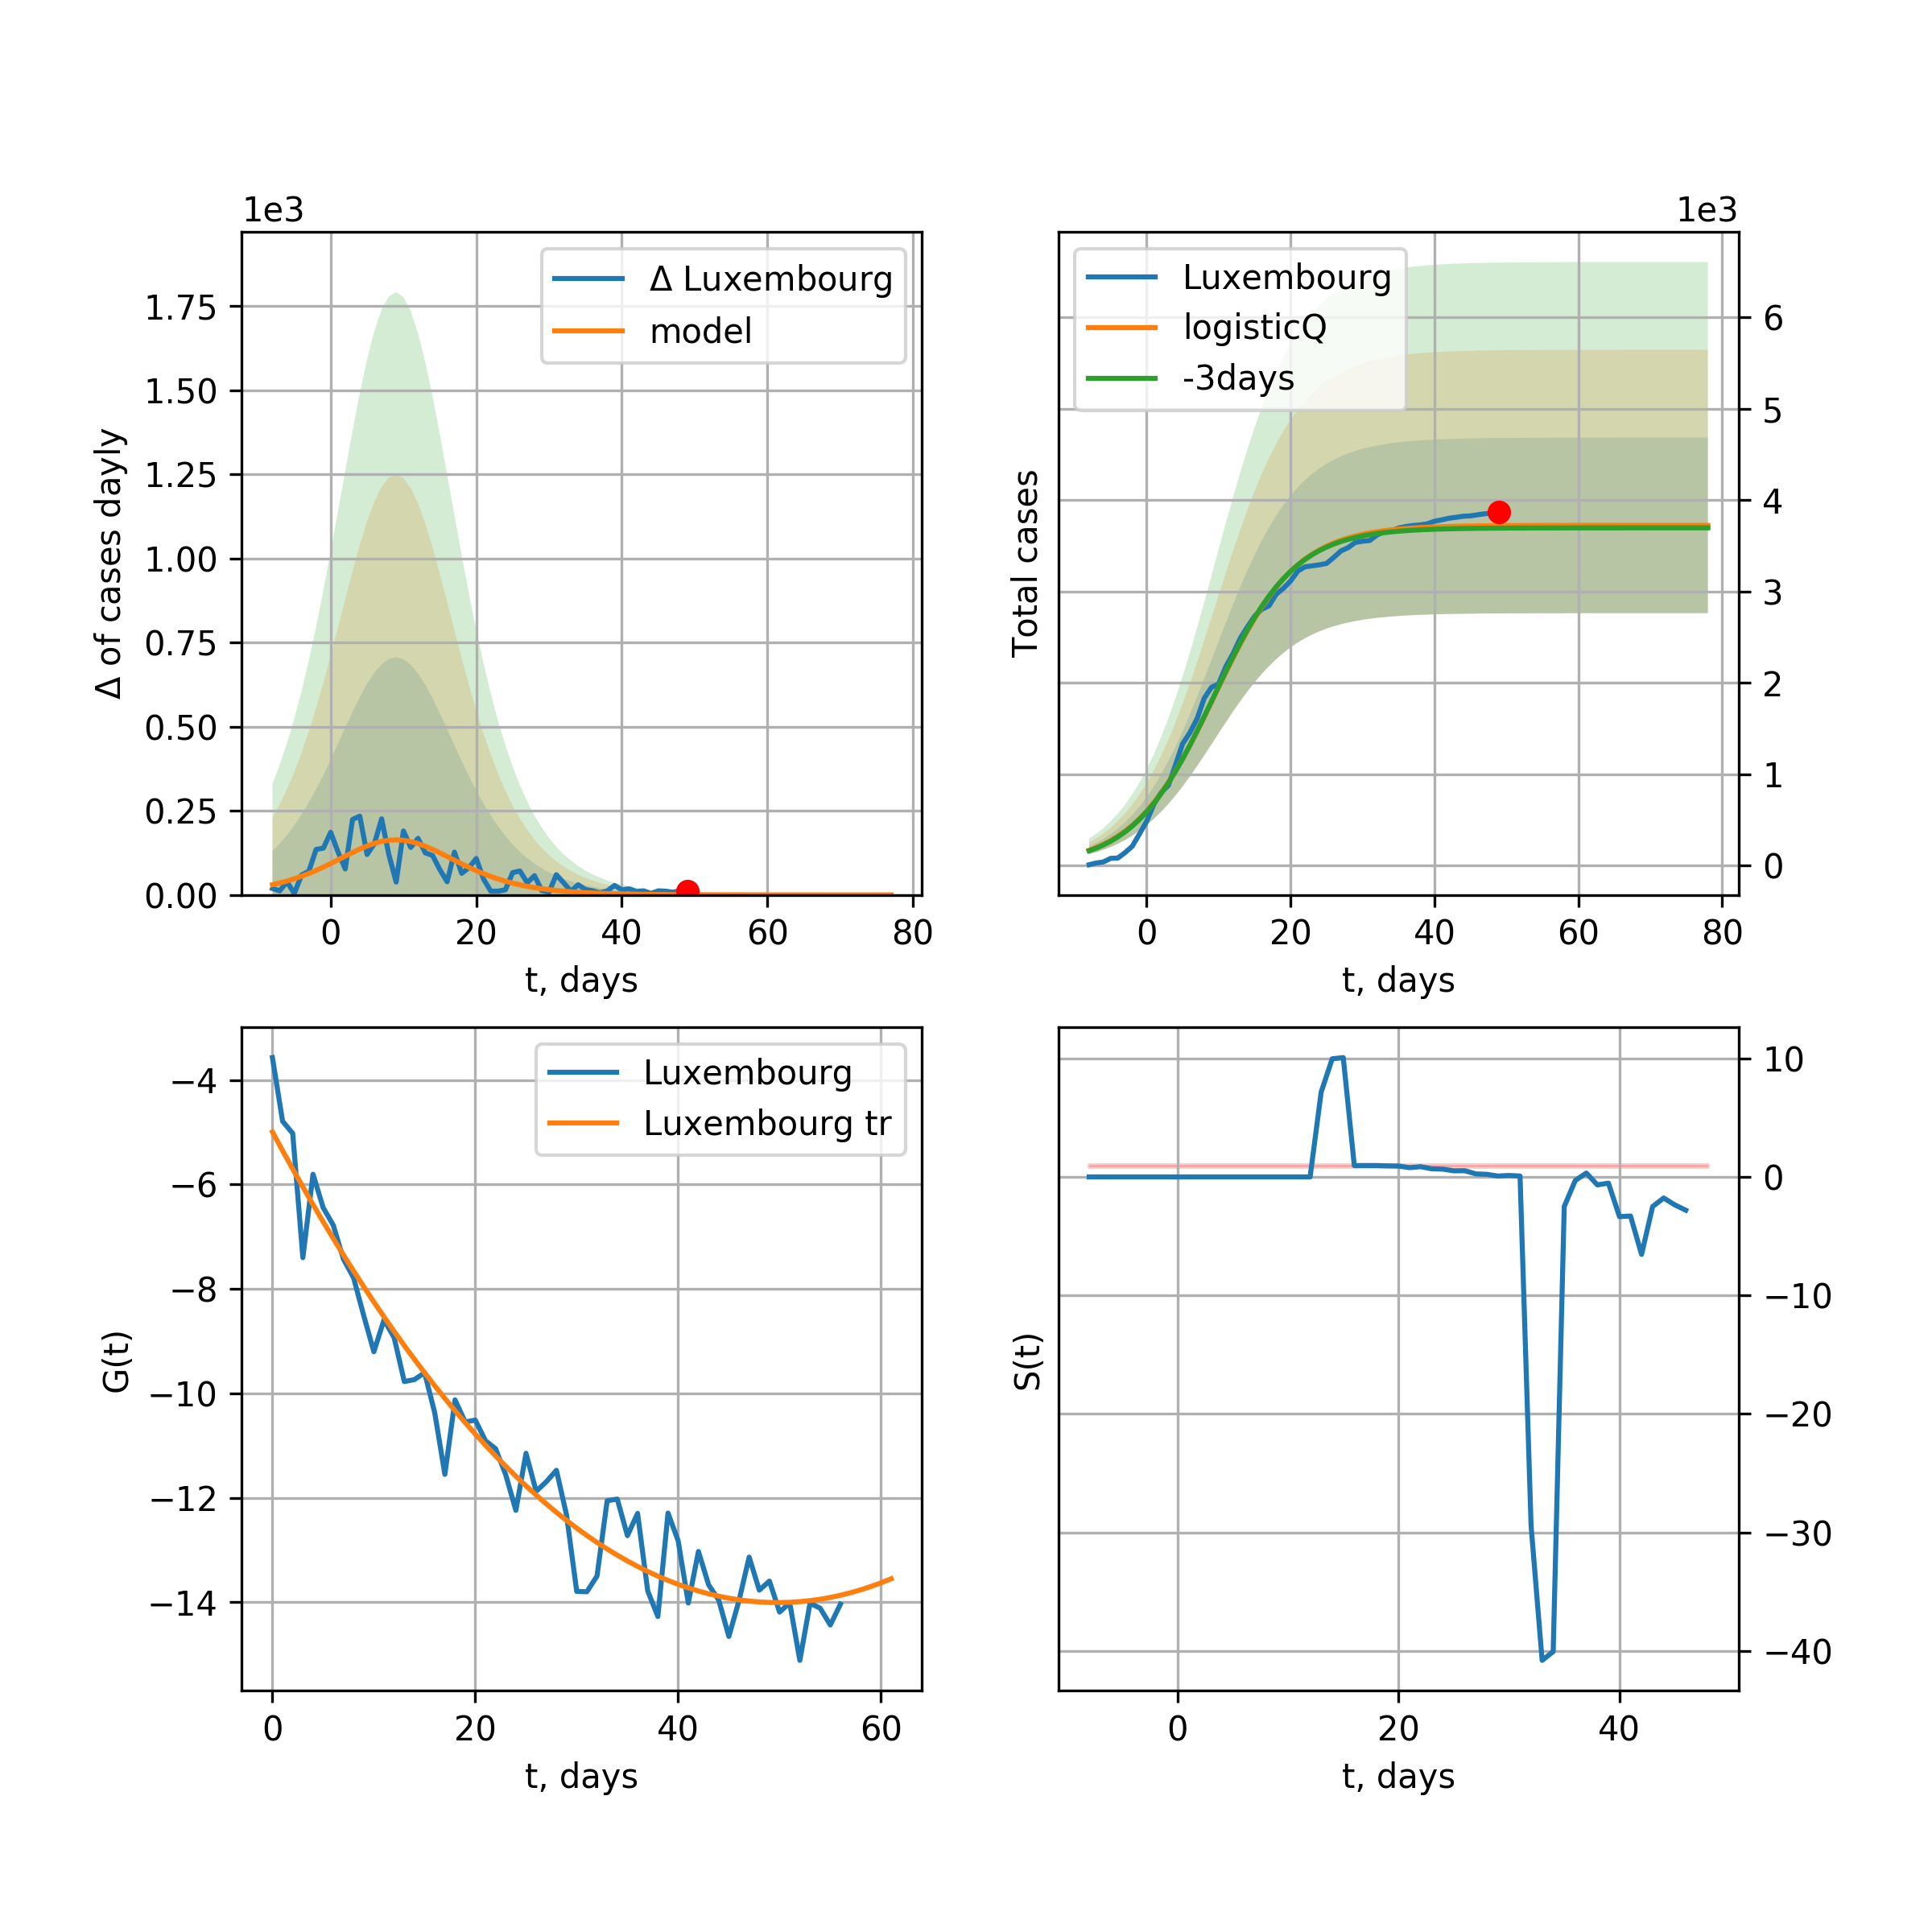 1e3
Δ of cases dayly
1.75
1.50
1.25
1.00
0.75
0.50
0.25
0.00
0 20 40 60 80
t, days
Δ Luxembourg
model
1e3
Total cases
6
5
4
3
2
1
0
0 20 40 60 80
t, days
Luxembourg
logisticQ
-3days
G(t)
−4
−6
−8
−10
−12
−14
0 20 40 60
t, days
Luxembourg
Luxembourg tr
S(t)
10
0
−10
−20
−30
−40
0 20 40
t, days